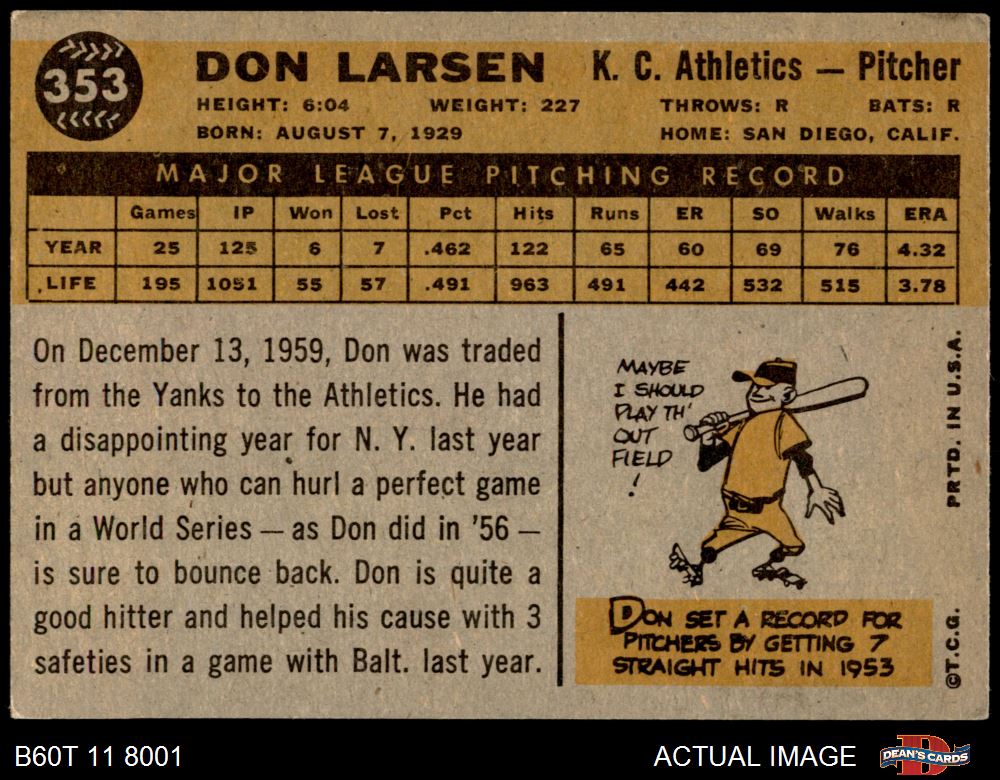 353
DON LARSEN K. C. Athletics — Pitcher
HEIGHT: 6:04 WEIGHT: 227 THROWS: R BATS: R
BORN: AUGUST 7, 1929 HOME: SAN DIEGO, CALIF.
MAJOR LEAGUE PITCHING RECORD
Games IP Won Lost Pct Hits Runs ER SO Walks ERA
YEAR 25 125 6 7 .462 122 65 60 69 76 4.32
LIFE 195 1051 55 57 .491 963 491 442 532 515 3.78
On December 13, 1959, Don was traded
from the Yanks to the Athletics. He had
a disappointing year for N. Y. last year
but anyone who can hurl a perfect game
in a World Series — as Don did in '56 —
is sure to bounce back. Don is quite a
good hitter and helped his cause with 3
safeties in a game with Balt. last year.
MAYBE
I SHOULD
PLAY TH'
OUT
FIELD
!
DON SET A RECORD FOR
PITCHERS BY GETTING 7
STRAIGHT HITS IN 1953
©T.C.G. PRTD. IN U.S.A.
B60T 11 8001 ACTUAL IMAGE DEAN'S CARDS